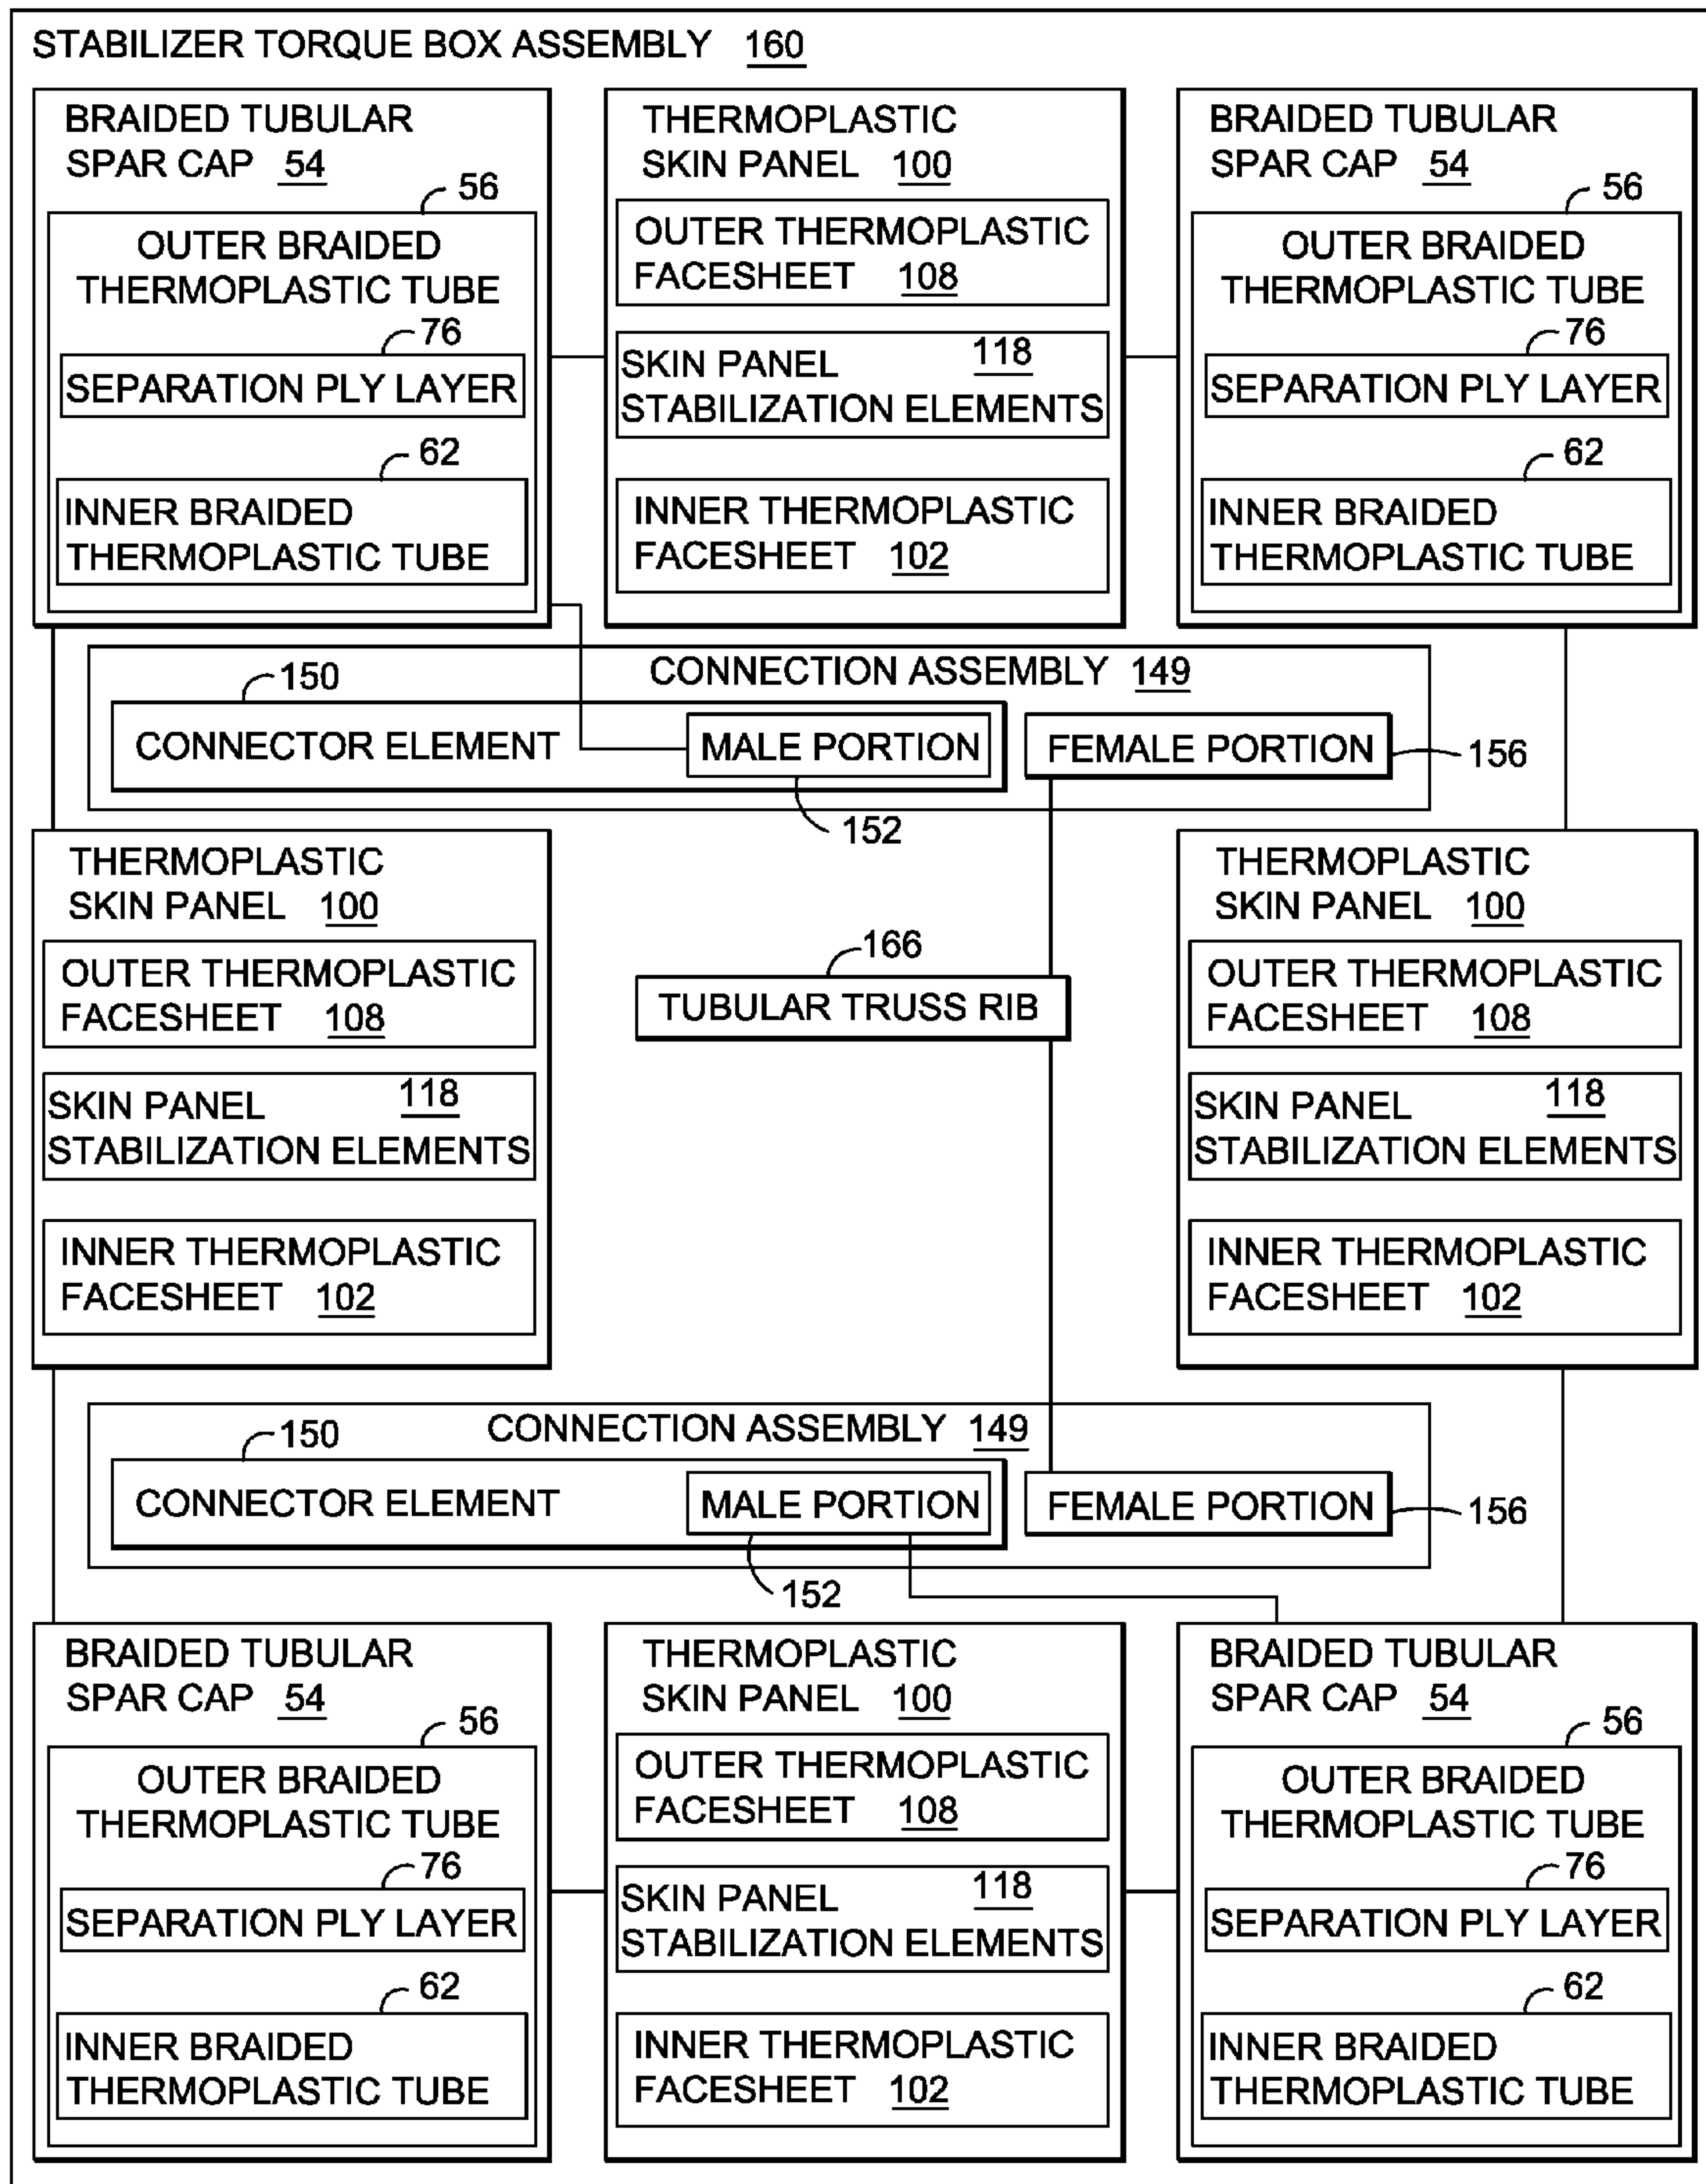 STABILIZER TORQUE BOX ASSEMBLY 160
BRAIDED TUBULAR
SPAR CAP 54
56
OUTER BRAIDED
THERMOPLASTIC TUBE
76
SEPARATION PLY LAYER
62
INNER BRAIDED
THERMOPLASTIC TUBE
THERMOPLASTIC
SKIN PANEL 100
OUTER THERMOPLASTIC
FACESHEET 108
SKIN PANEL 118
STABILIZATION ELEMENTS
INNER THERMOPLASTIC
FACESHEET 102
BRAIDED TUBULAR
SPAR CAP 54
56
OUTER BRAIDED
THERMOPLASTIC TUBE
76
SEPARATION PLY LAYER
62
INNER BRAIDED
THERMOPLASTIC TUBE
CONNECTION ASSEMBLY 149
150
CONNECTOR ELEMENT
MALE PORTION
FEMALE PORTION
156
152
THERMOPLASTIC
SKIN PANEL 100
OUTER THERMOPLASTIC
FACESHEET 108
SKIN PANEL 118
STABILIZATION ELEMENTS
INNER THERMOPLASTIC
FACESHEET 102
166
TUBULAR TRUSS RIB
THERMOPLASTIC
SKIN PANEL 100
OUTER THERMOPLASTIC
FACESHEET 108
SKIN PANEL 118
STABILIZATION ELEMENTS
INNER THERMOPLASTIC
FACESHEET 102
CONNECTION ASSEMBLY 149
150
CONNECTOR ELEMENT
MALE PORTION
FEMALE PORTION
156
152
BRAIDED TUBULAR
SPAR CAP 54
56
OUTER BRAIDED
THERMOPLASTIC TUBE
76
SEPARATION PLY LAYER
62
INNER BRAIDED
THERMOPLASTIC TUBE
THERMOPLASTIC
SKIN PANEL 100
OUTER THERMOPLASTIC
FACESHEET 108
SKIN PANEL 118
STABILIZATION ELEMENTS
INNER THERMOPLASTIC
FACESHEET 102
BRAIDED TUBULAR
SPAR CAP 54
56
OUTER BRAIDED
THERMOPLASTIC TUBE
76
SEPARATION PLY LAYER
62
INNER BRAIDED
THERMOPLASTIC TUBE